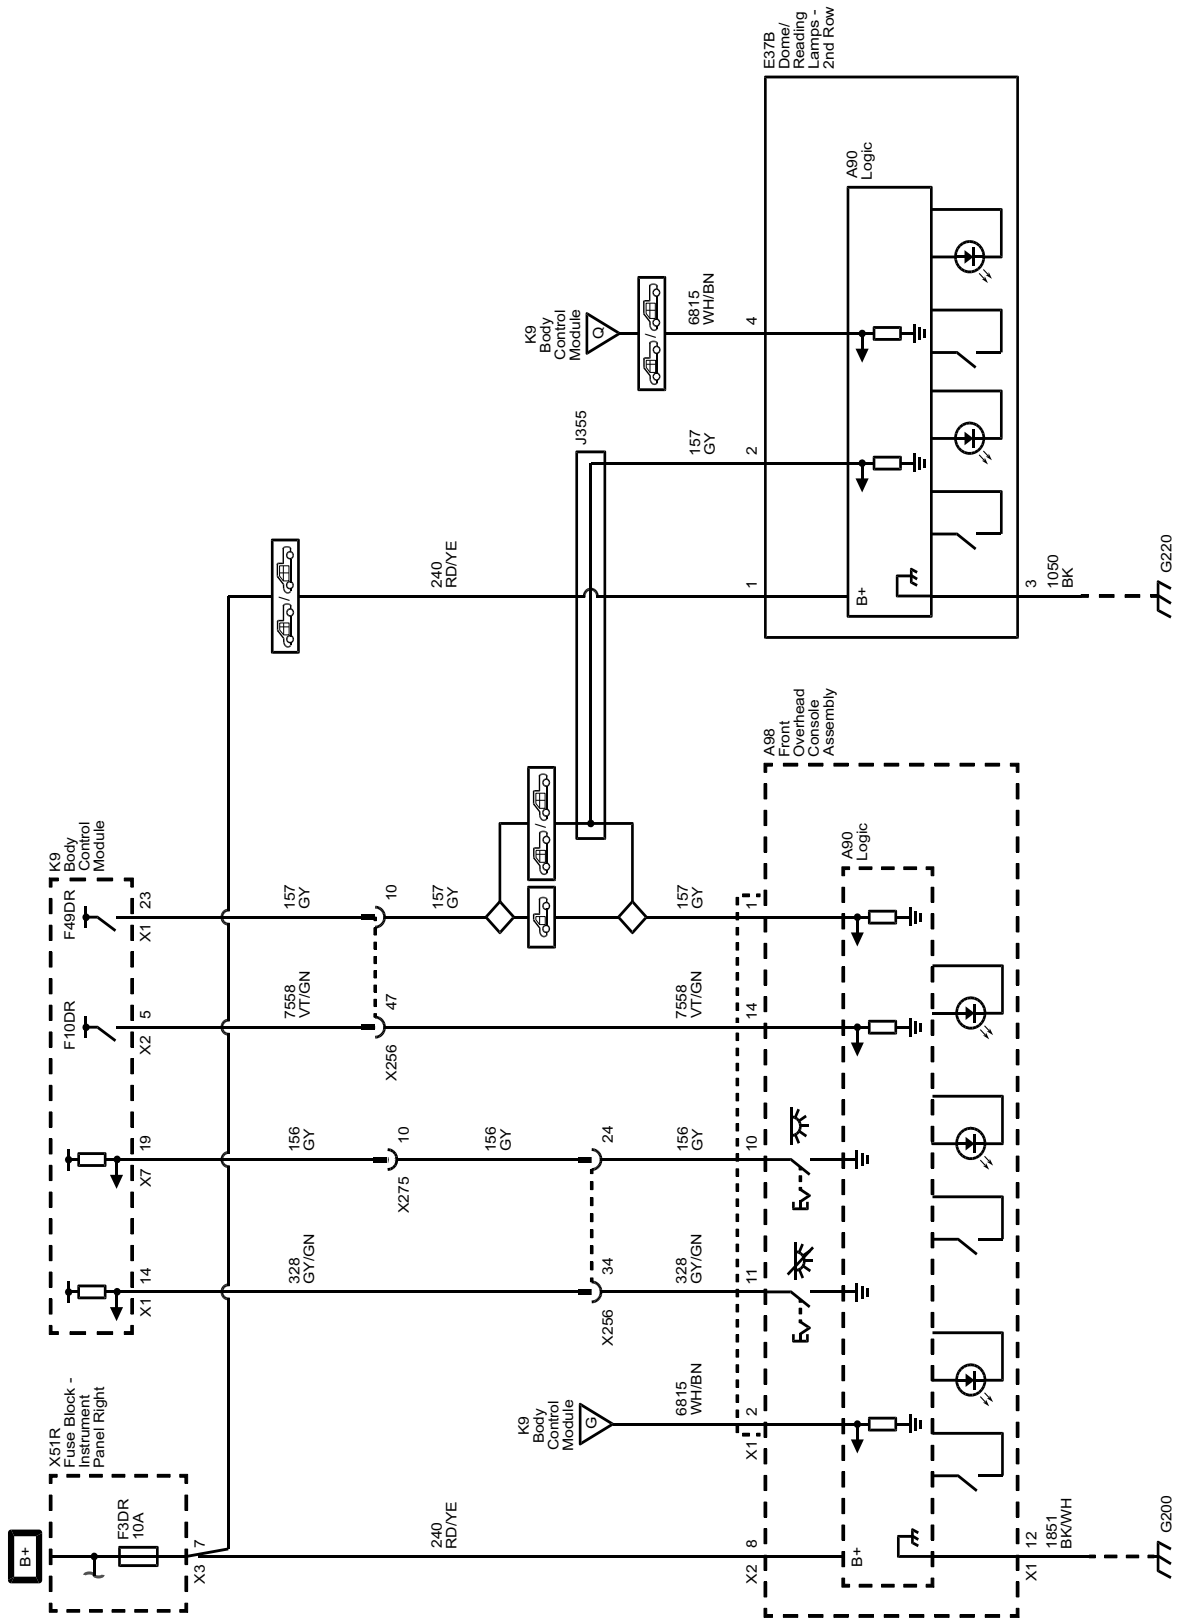 B+
X51R
Fuse Block -
Instrument
Panel Right
F3DR
10A
X3
7
K9
Body
Control
Module
X1
14
X7
19
F10DR
X2
5
F49DR
X1
23
328
GY/GN
156
GY
7558
VT/GN
157
GY
X275
10
X256
47
10
240
RD/YE
156
GY
157
GY
/
240
RD/YE
/
K9
Body
Control
Module
G
X256
34
24
J355
K9
Body
Control
Module
Q
/
6815
WH/BN
328
GY/GN
156
GY
7558
VT/GN
157
GY
157
GY
6815
WH/BN
X2
8
X1
2
11
10
14
1
1
2
4
A98
Front
Overhead
Console
Assembly
E37B
Dome/
Reading
Lamps -
2nd Row
A90
Logic
A90
Logic
B+
B+
X1
12
1851
BK/WH
G200
3
1050
BK
G220